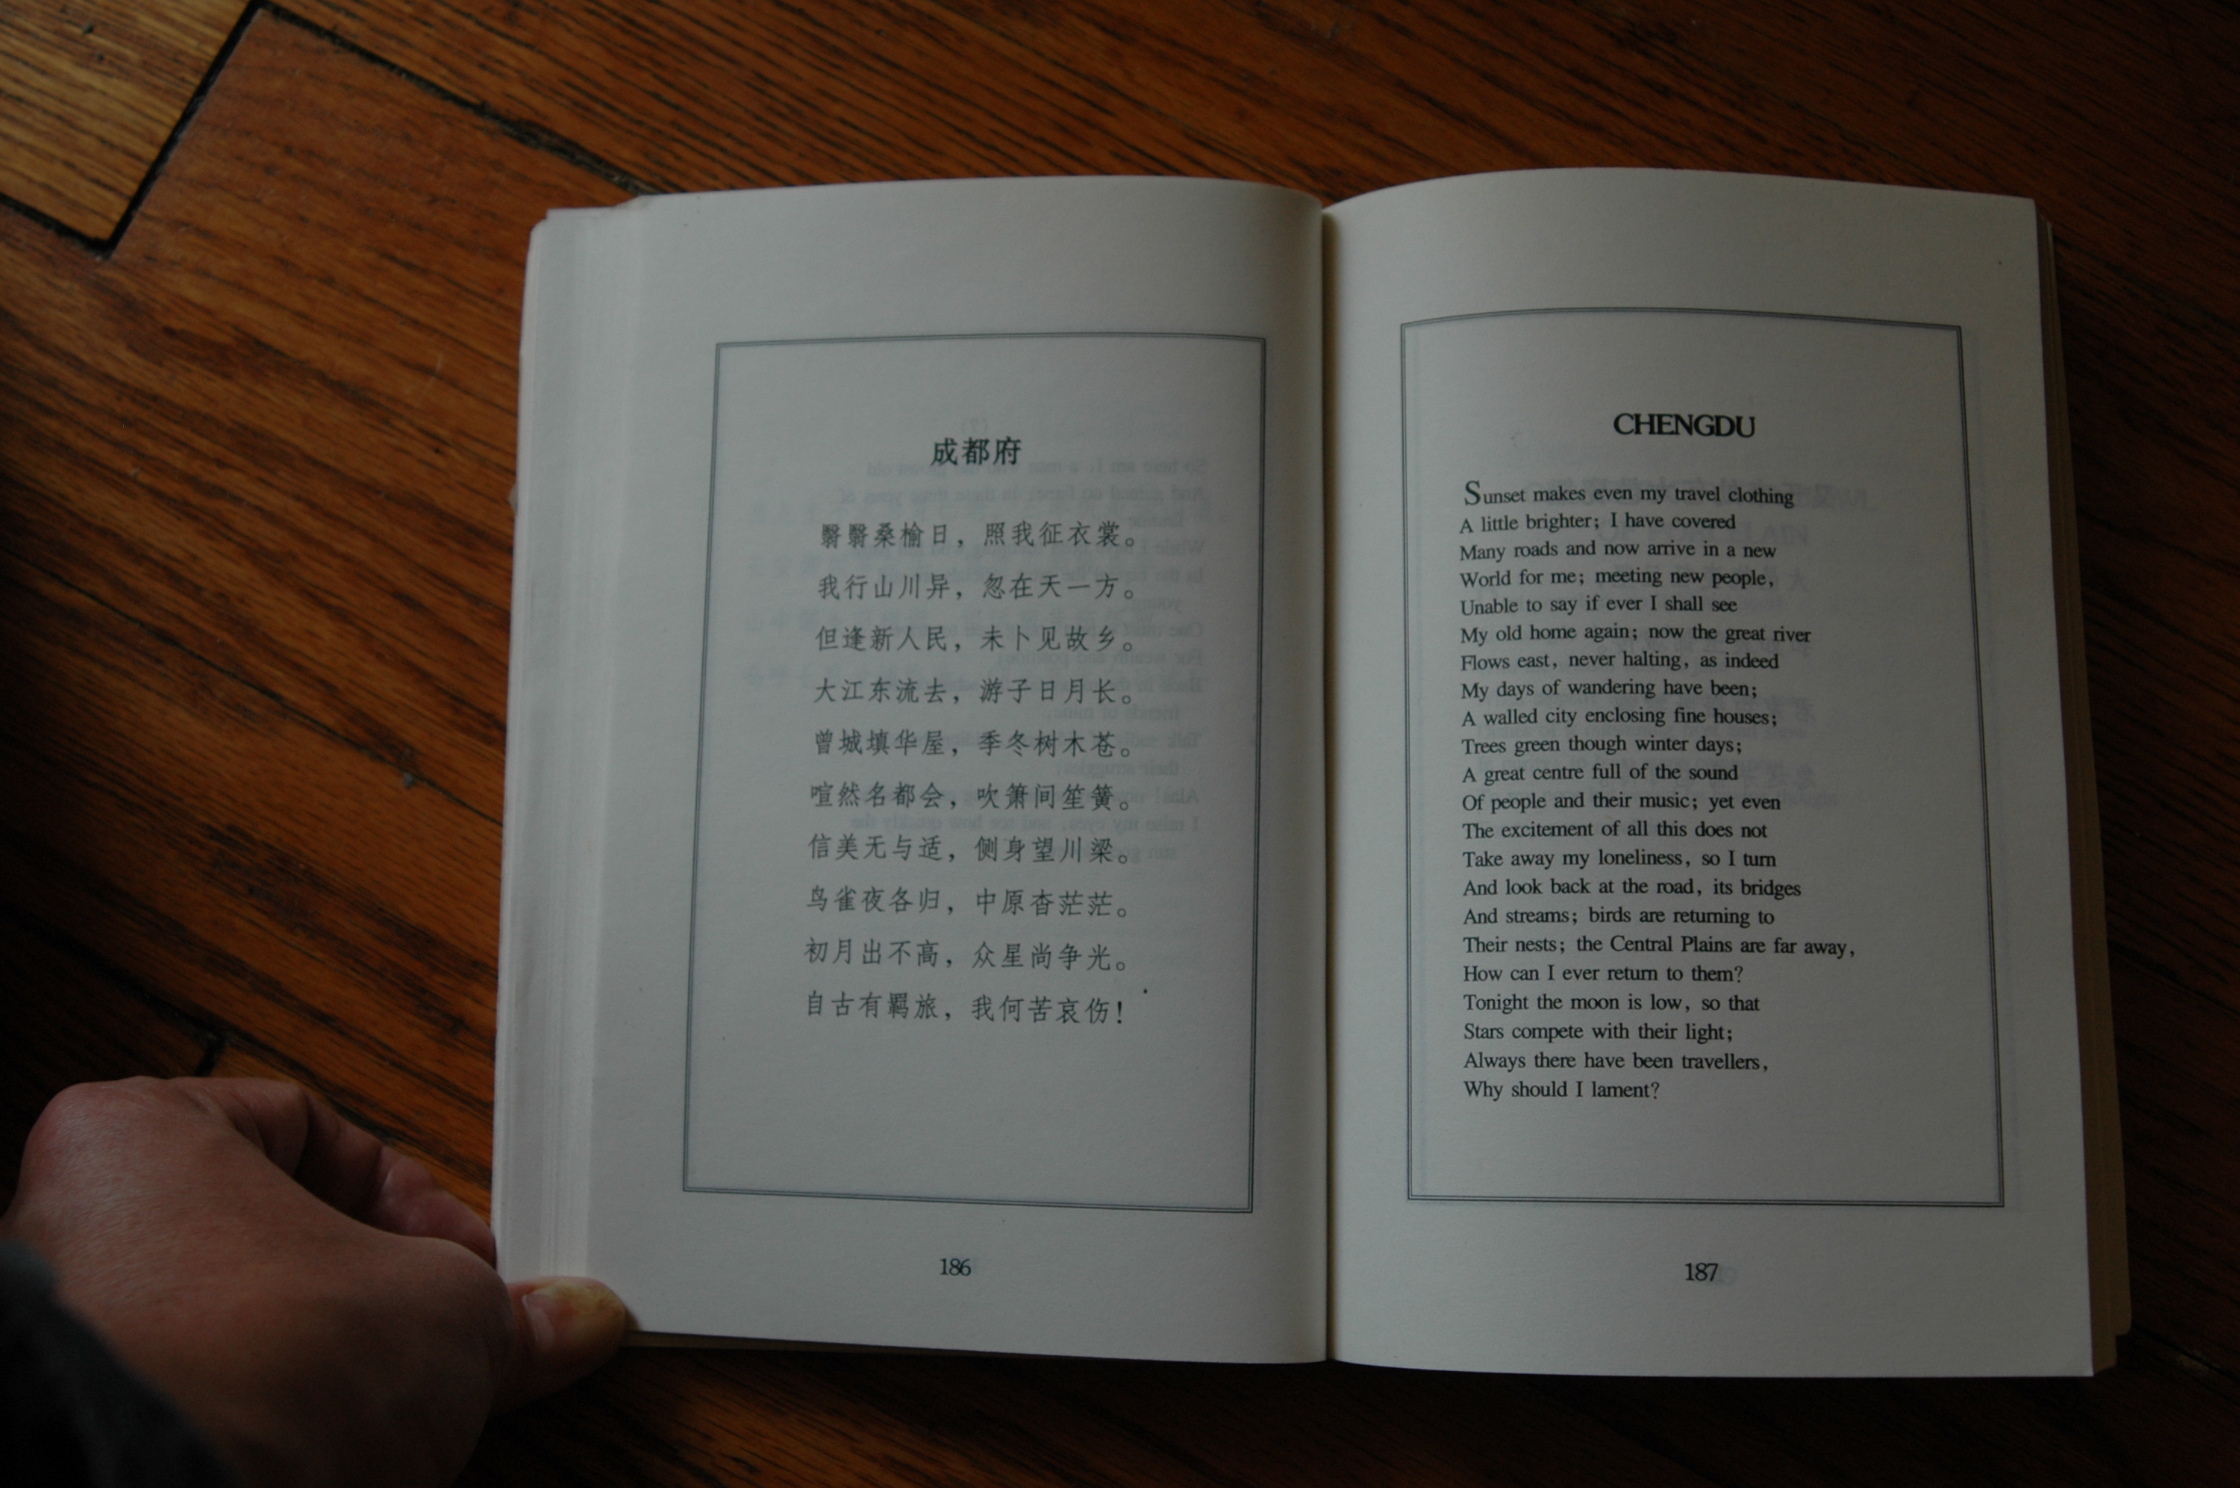 成都府
翳翳桑榆日，照我征衣裳。
我行山川异，忽在天一方。
但逢新人民，未卜见故乡。
大江东流去，游子日月长。
曾城填华屋，季冬树木苍。
喧然名都会，吹箫间笙簧。
信美无与适，侧身望川梁。
鸟雀夜各归，中原杳茫茫。
初月出不高，众星尚争光。
自古有羁旅，我何苦哀伤！
186
CHENGDU
Sunset makes even my travel clothing
A little brighter; I have covered
Many roads and now arrive in a new
World for me; meeting new people,
Unable to say if ever I shall see
My old home again; now the great river
Flows east, never halting, as indeed
My days of wandering have been;
A walled city enclosing fine houses;
Trees green though winter days;
A great centre full of the sound
Of people and their music; yet even
The excitement of all this does not
Take away my loneliness, so I turn
And look back at the road, its bridges
And streams; birds are returning to
Their nests; the Central Plains are far away,
How can I ever return to them?
Tonight the moon is low, so that
Stars compete with their light;
Always there have been travellers,
Why should I lament?
187